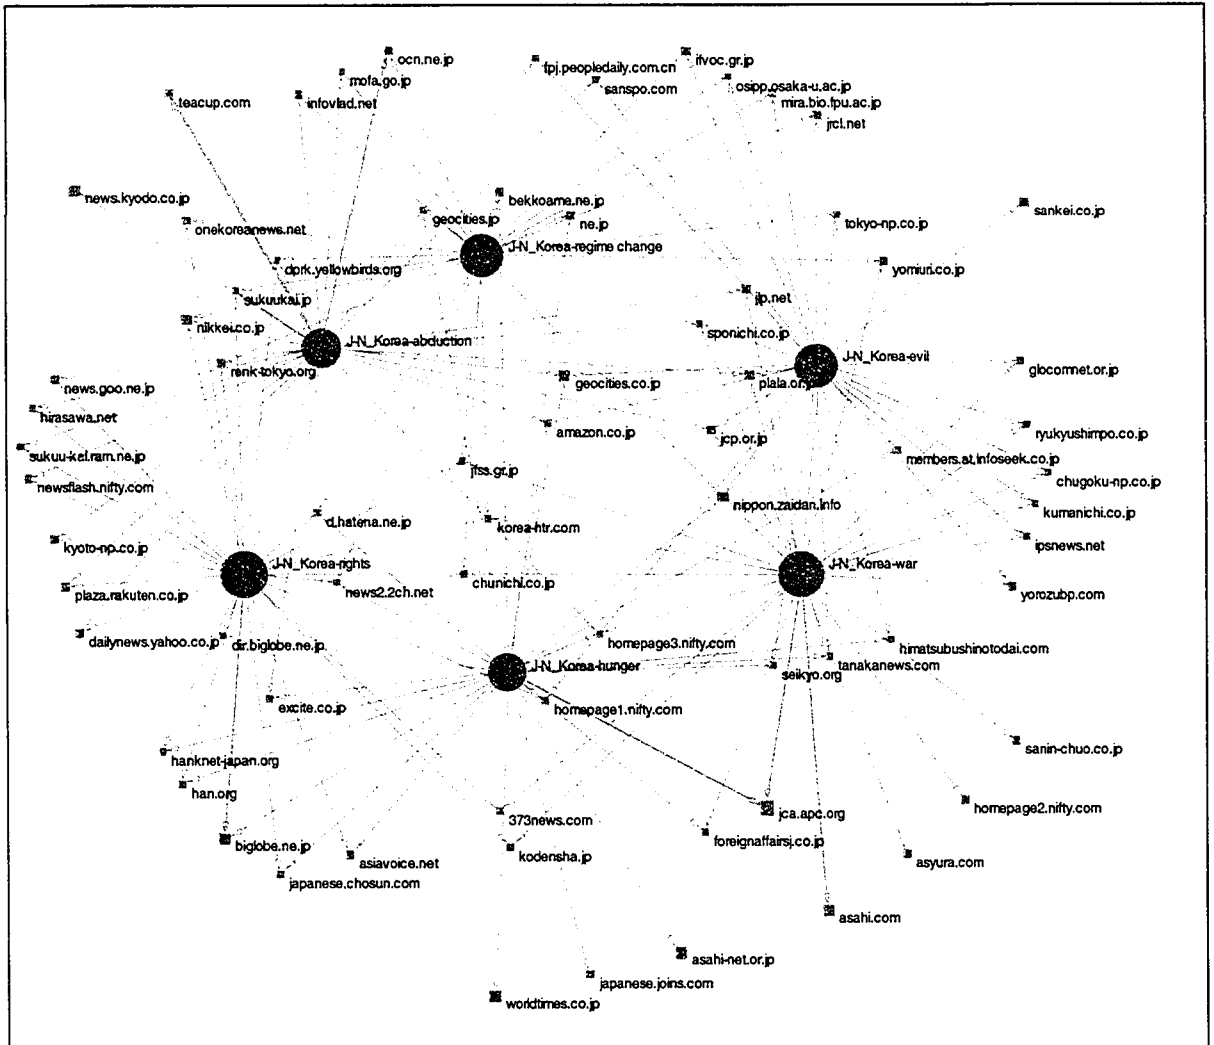 ocn.ne.jp
mofa.go.jp
fpj.peopledaily.com.cn
ifvoc.gr.jp
sanspo.com
osipp.osaka-u.ac.jp
teacup.com
infovlad.net
mira.bio.fpu.ac.jp
jrcl.net
news.kyodo.co.jp
bekkoame.ne.jp
sankei.co.jp
onekoreanews.net
geocities.jp
ne.jp
tokyo-np.co.jp
J-N_Korea-regime change
dprk.yellowbirds.org
yomiuri.co.jp
sukuukai.jp
jlp.net
nikkei.co.jp
sponichi.co.jp
J-N_Korea-abduction
J-N_Korea-evil
renk-tokyo.org
glocomnet.or.jp
news.goo.ne.jp
geocities.co.jp
plala.or.jp
hirasawa.net
amazon.co.jp
jcp.or.jp
ryukyushimpo.co.jp
sukuu-kai.ram.ne.jp
members.at.infoseek.co.jp
jfss.gr.jp
newsflash.nifty.com
chugoku-np.co.jp
nippon.zaidan.info
kumanichi.co.jp
d.hatena.ne.jp
korea-htr.com
kyoto-np.co.jp
ipsnews.net
J-N_Korea-rights
J-N_Korea-war
plaza.rakuten.co.jp
news2.2ch.net
chunichi.co.jp
yorozubp.com
dailynews.yahoo.co.jp
dir.biglobe.ne.jp
homepage3.nifty.com
himatsubushinotodai.com
J-N_Korea-hunger
seikyo.org
tanakanews.com
excite.co.jp
homepage1.nifty.com
hanknet-japan.org
sanin-chuo.co.jp
han.org
373news.com
jca.apc.org
homepage2.nifty.com
biglobe.ne.jp
asiavoice.net
kodensha.jp
foreignaffairsj.co.jp
japanese.chosun.com
asyura.com
asahi.com
asahi-net.or.jp
japanese.joins.com
worldtimes.co.jp